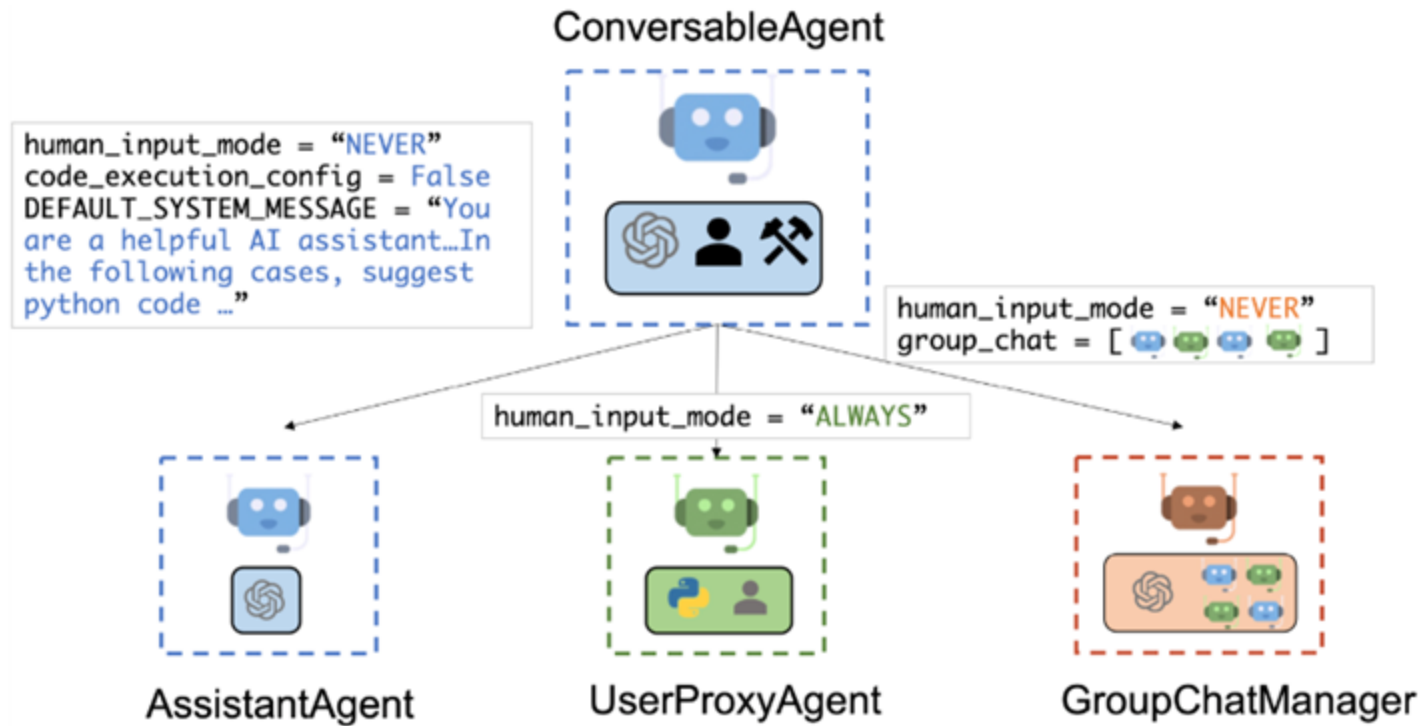 ConversableAgent
human_input_mode = “NEVER”
code_execution_config = False
DEFAULT_SYSTEM_MESSAGE = “You
are a helpful AI assistant…In
the following cases, suggest
python code …”
human_input_mode = “NEVER”
group_chat = [ ]
human_input_mode = “ALWAYS”
AssistantAgent
UserProxyAgent
GroupChatManager